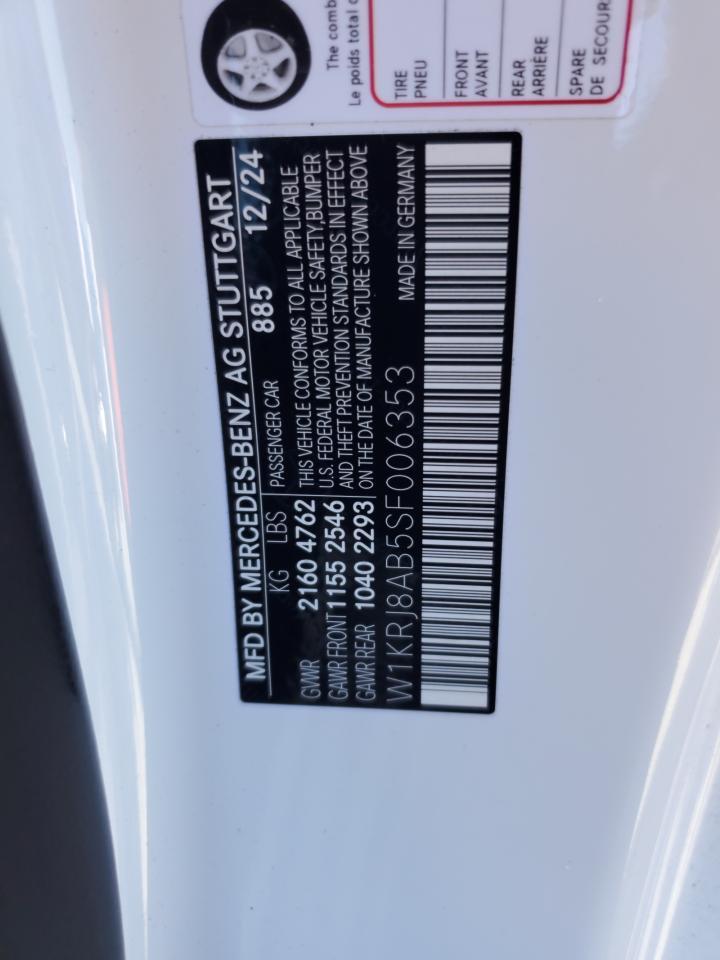 The comb
Le poids total c
TIRE
PNEU
FRONT
AVANT
REAR
ARRIÈRE
SPARE
DE SECOUR
MFD BY MERCEDES-BENZ AG STUTTGART
KG LBS PASSENGER CAR 885 12/24
GVWR 2160 4762 THIS VEHICLE CONFORMS TO ALL APPLICABLE
U.S. FEDERAL MOTOR VEHICLE SAFETY,BUMPER
GAWR FRONT 1155 2546 AND THEFT PREVENTION STANDARDS IN EFFECT
GAWR REAR 1040 2293 ON THE DATE OF MANUFACTURE SHOWN ABOVE
W1KRJ8AB5SF006353 MADE IN GERMANY